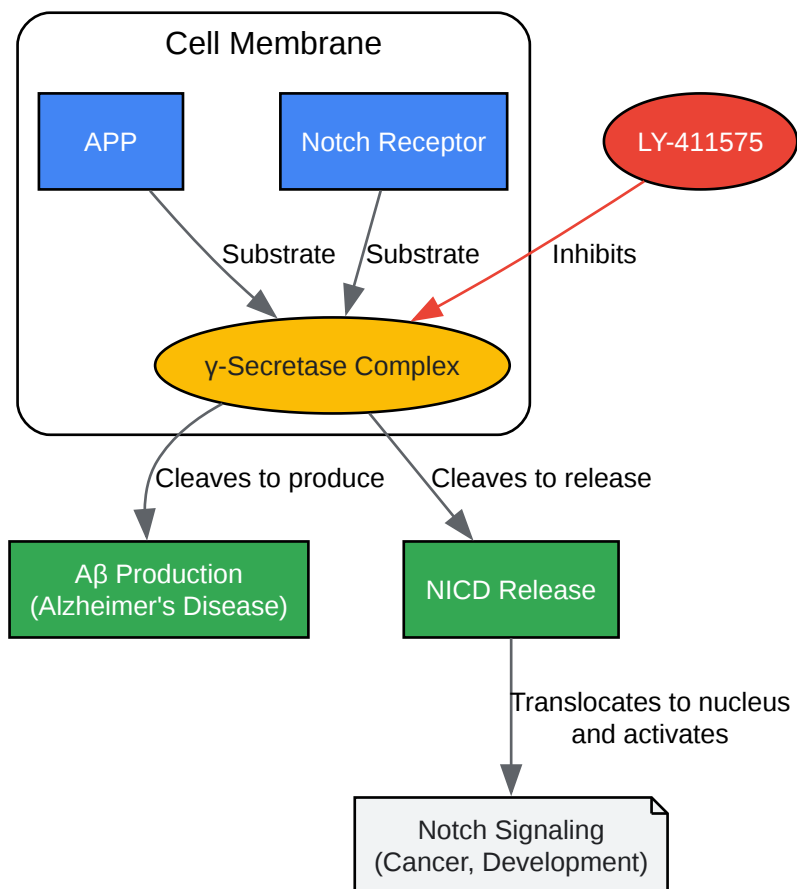 Cell Membrane
APP
Notch Receptor
LY-411575
Substrate
Substrate
Inhibits
γ-Secretase Complex
Cleaves to produce
Cleaves to release
Aβ Production
(Alzheimer's Disease)
NICD Release
Translocates to nucleus
and activates
Notch Signaling
(Cancer, Development)